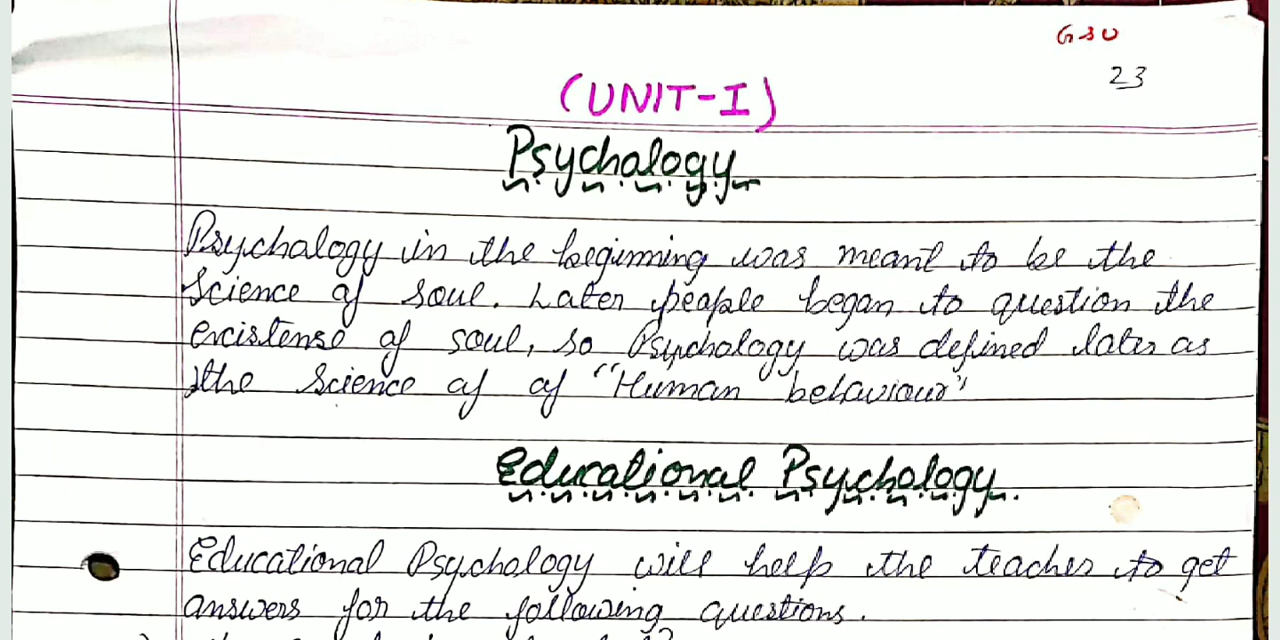 GSU
23
(UNIT-I)
Psychology
Psychology in the beginning was meant to be the
Science of soul. Later people began to question the
existense of soul, so Psychology was defined later as
the Science of of "Human behaviour"
Educational Psychology.
Educational Psychology will help the teacher to get
answers for the following questions.